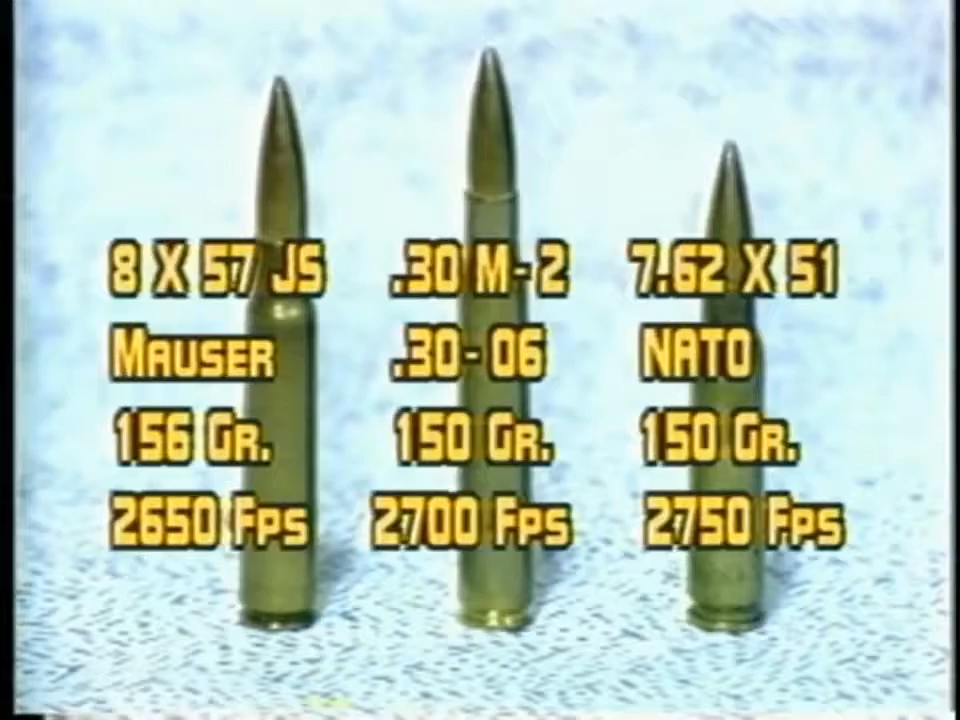 8 X 57 JS
Mauser
156 Gr.
2650 Fps
.30 M-2
.30-06
150 Gr.
2700 Fps
7.62 X 51
NATO
150 Gr.
2750 Fps